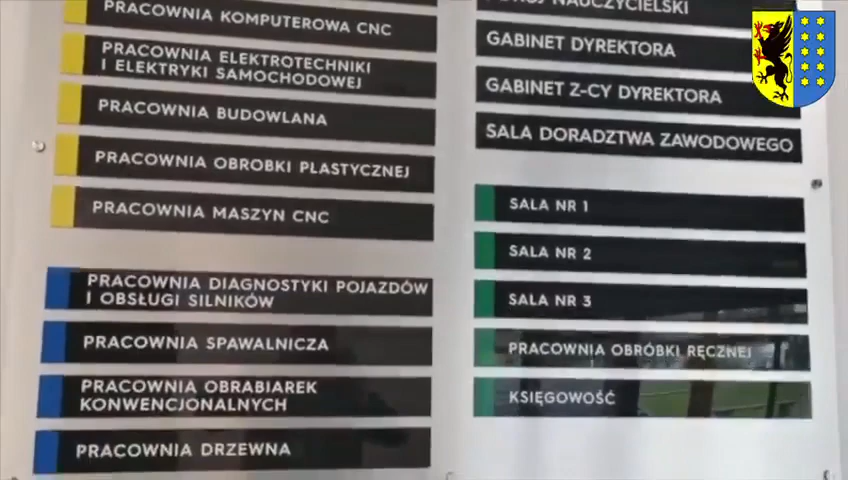 PRACOWNIA KOMPUTEROWA CNC
PRACOWNIA ELEKTROTECHNIKI
I ELEKTRYKI SAMOCHODOWEJ
PRACOWNIA BUDOWLANA
PRACOWNIA OBROBKI PLASTYCZNEJ
PRACOWNIA MASZYN CNC
PRACOWNIA DIAGNOSTYKI POJAZDÓW
I OBSŁUGI SILNIKÓW
PRACOWNIA SPAWALNICZA
PRACOWNIA OBRABIAREK
KONWENCJONALNYCH
PRACOWNIA DRZEWNA
NAUCZYCIELSKI
GABINET DYREKTORA
GABINET Z-CY DYREKTORA
SALA DORADZTWA ZAWODOWEGO
SALA NR 1
SALA NR 2
SALA NR 3
PRACOWNIA OBRÓBKI RĘCZNEJ
KSIĘGOWOŚĆ